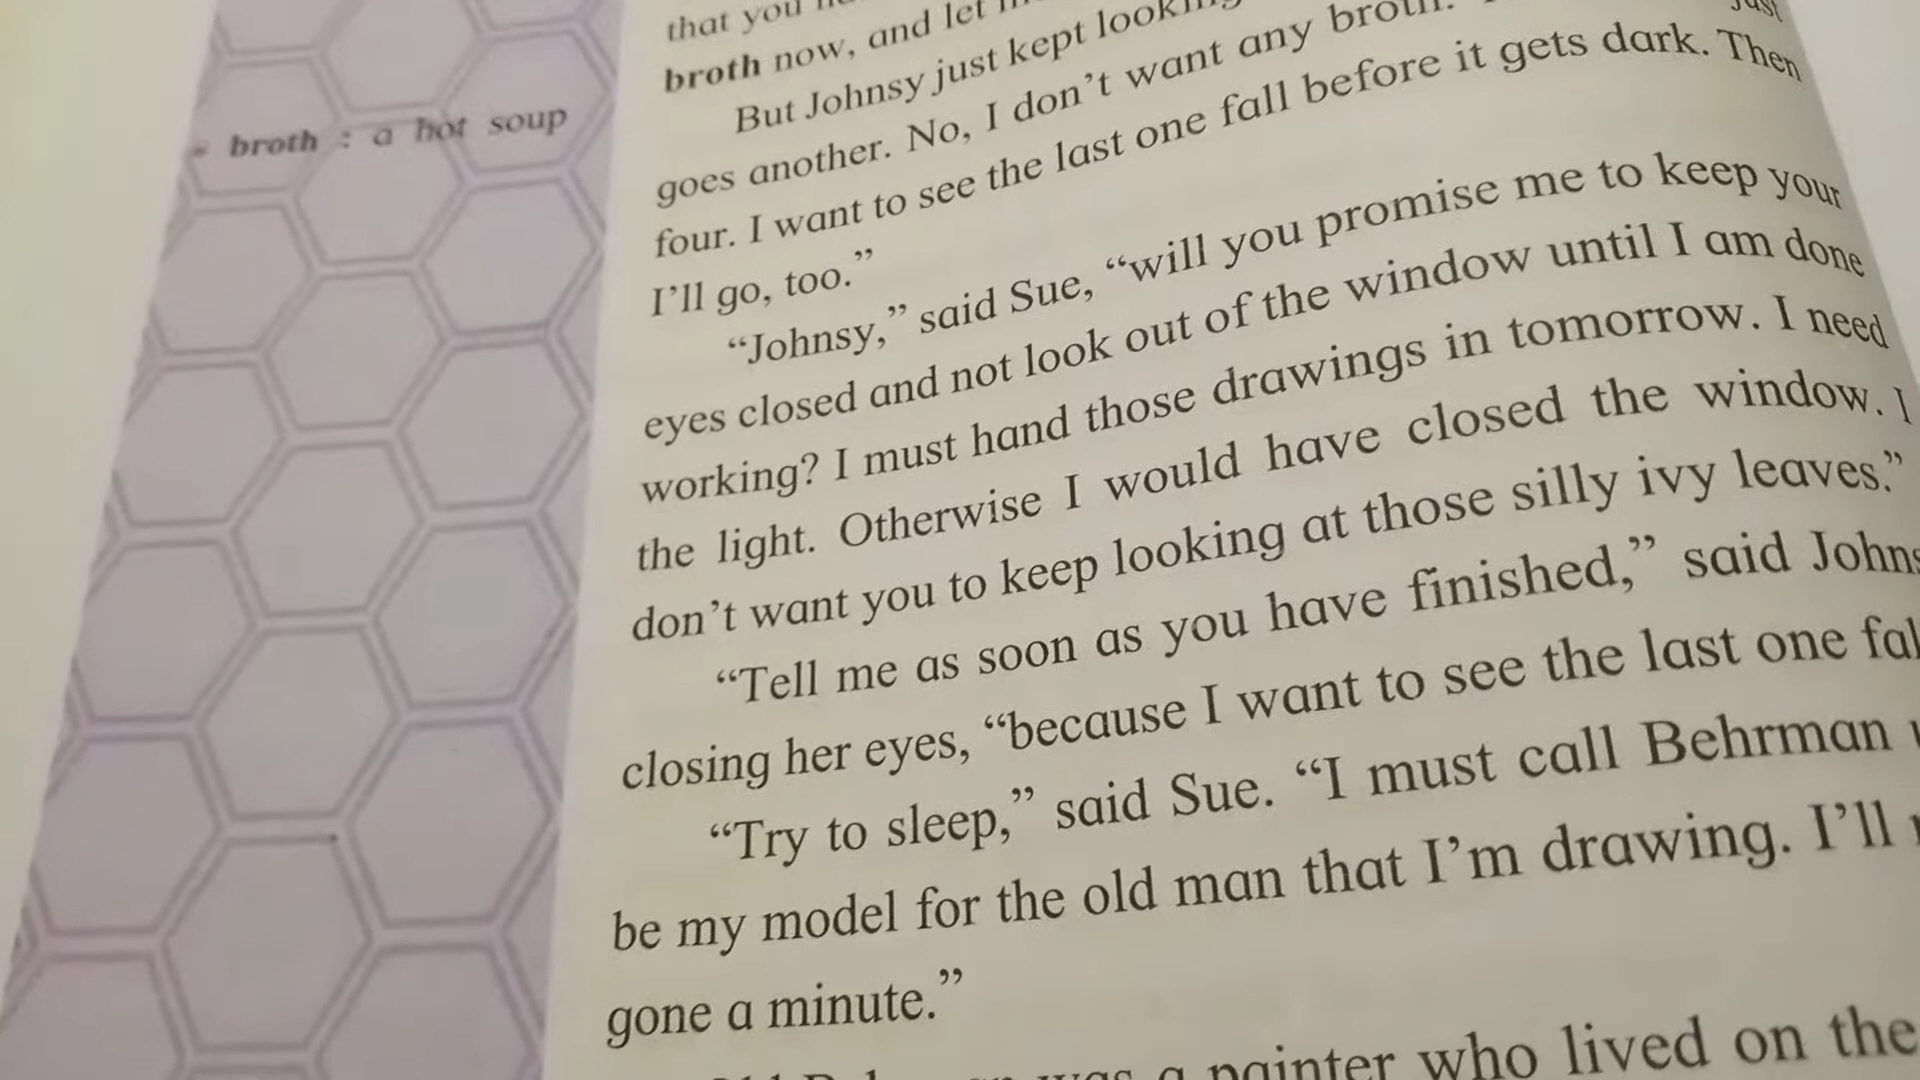 broth : a hot soup
that you
broth now, and let
But Johnsy just kept looking
goes another. No, I don't want any broth. Just
four. I want to see the last one fall before it gets dark. Then
I'll go, too.”
“Johnsy,” said Sue, “will you promise me to keep your
eyes closed and not look out of the window until I am done
working? I must hand those drawings in tomorrow. I need
the light. Otherwise I would have closed the window. I
don't want you to keep looking at those silly ivy leaves.”
“Tell me as soon as you have finished,” said Johns
closing her eyes, “because I want to see the last one fal
“Try to sleep,” said Sue. “I must call Behrman
be my model for the old man that I'm drawing. I'll
gone a minute.”
was a painter who lived on the